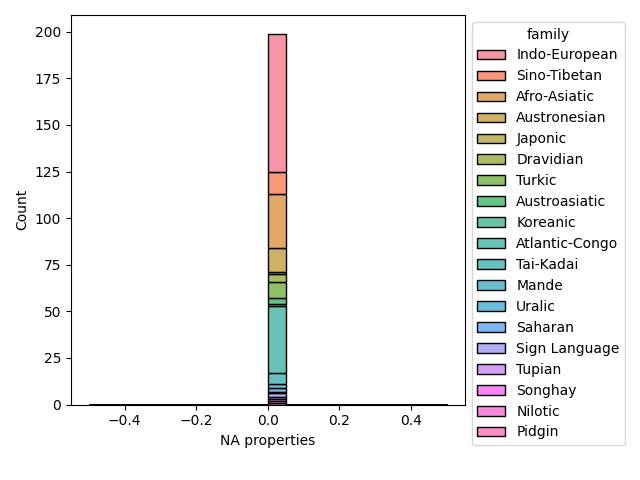 200
175
150
125
100
75
50
25
0
Count
−0.4 −0.2 0.0 0.2 0.4
NA properties
family
Indo-European
Sino-Tibetan
Afro-Asiatic
Austronesian
Japonic
Dravidian
Turkic
Austroasiatic
Koreanic
Atlantic-Congo
Tai-Kadai
Mande
Uralic
Saharan
Sign Language
Tupian
Songhay
Nilotic
Pidgin